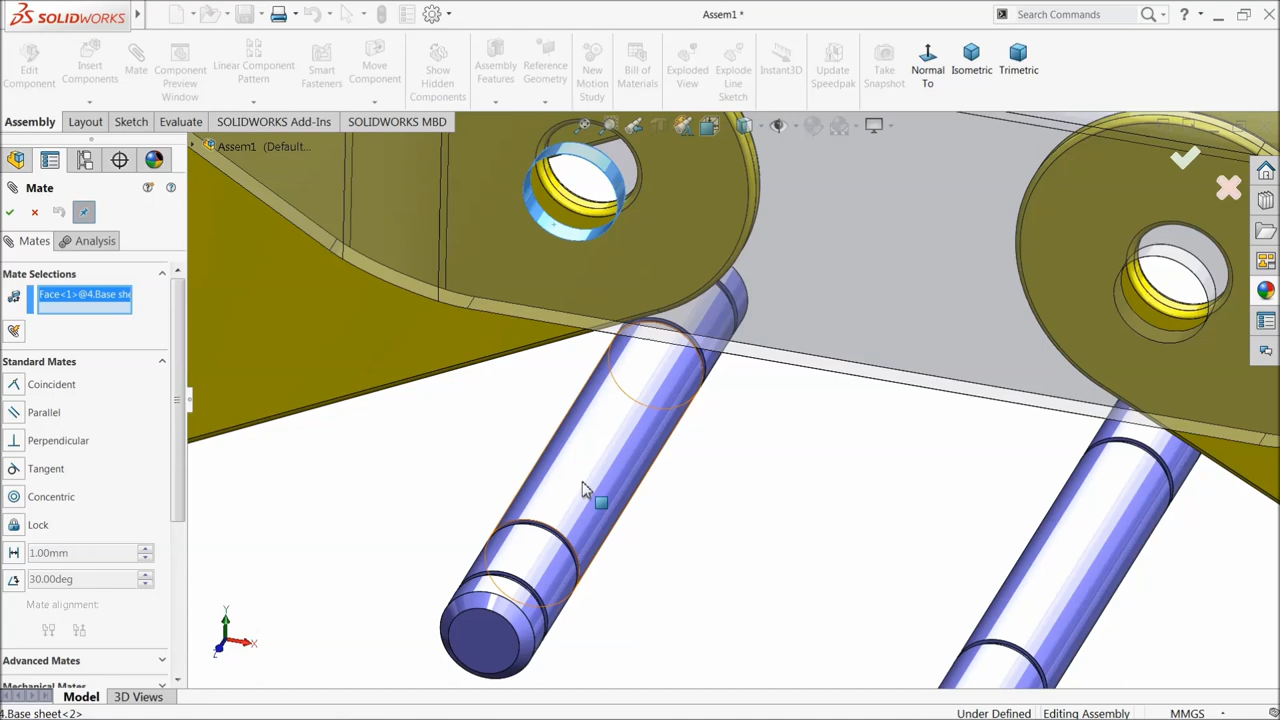 SOLIDWORKS
Assem1 *
Search Commands
?
Edit Component
Insert Components
Mate
Component Preview Window
Linear Component Pattern
Smart Fasteners
Move Component
Show Hidden Components
Assembly Features
Reference Geometry
New Motion Study
Bill of Materials
Exploded View
Explode Line Sketch
Instant3D
Update Speedpak
Take Snapshot
Normal To
Isometric
Trimetric
Assembly
Layout
Sketch
Evaluate
SOLIDWORKS Add-Ins
SOLIDWORKS MBD
Assem1 (Default...
Mate
Mates
Analysis
Mate Selections
Face<1>@4.Base she
Standard Mates
Coincident
Parallel
Perpendicular
Tangent
Concentric
Lock
1.00mm
30.00deg
Mate alignment:
Advanced Mates
Y
X
Z
Model
3D Views
4.Base sheet<2>
Under Defined
Editing Assembly
MMGS